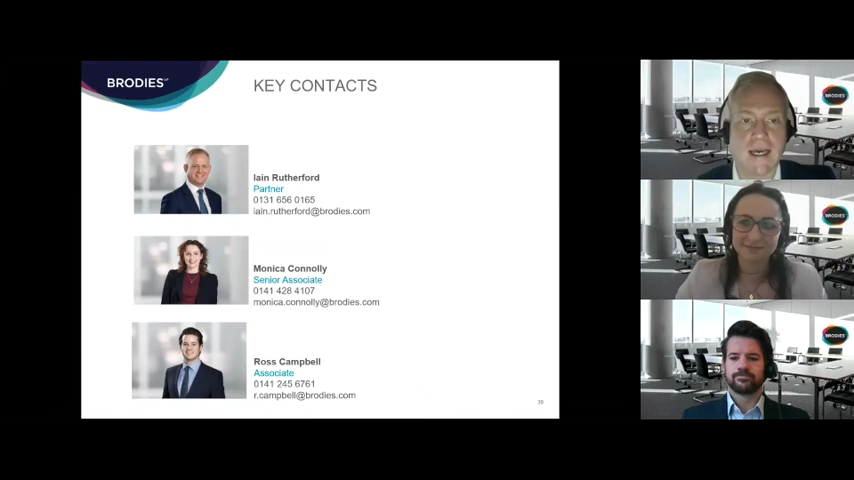 BRODIES LLP
KEY CONTACTS
Iain Rutherford
Partner
0131 656 0165
iain.rutherford@brodies.com
Monica Connolly
Senior Associate
0141 428 4107
monica.connolly@brodies.com
Ross Campbell
Associate
0141 245 6761
r.campbell@brodies.com
39
BRODIES
BRODIES
BRODIES